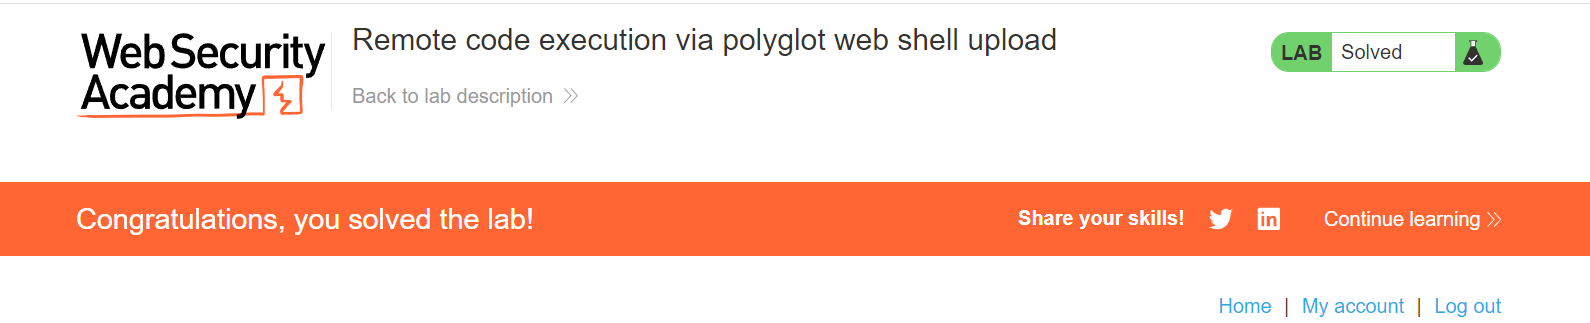 Web Security
Academy
Remote code execution via polyglot web shell upload
Back to lab description
LAB Solved
Congratulations, you solved the lab!
Share your skills!
Continue learning
Home | My account | Log out